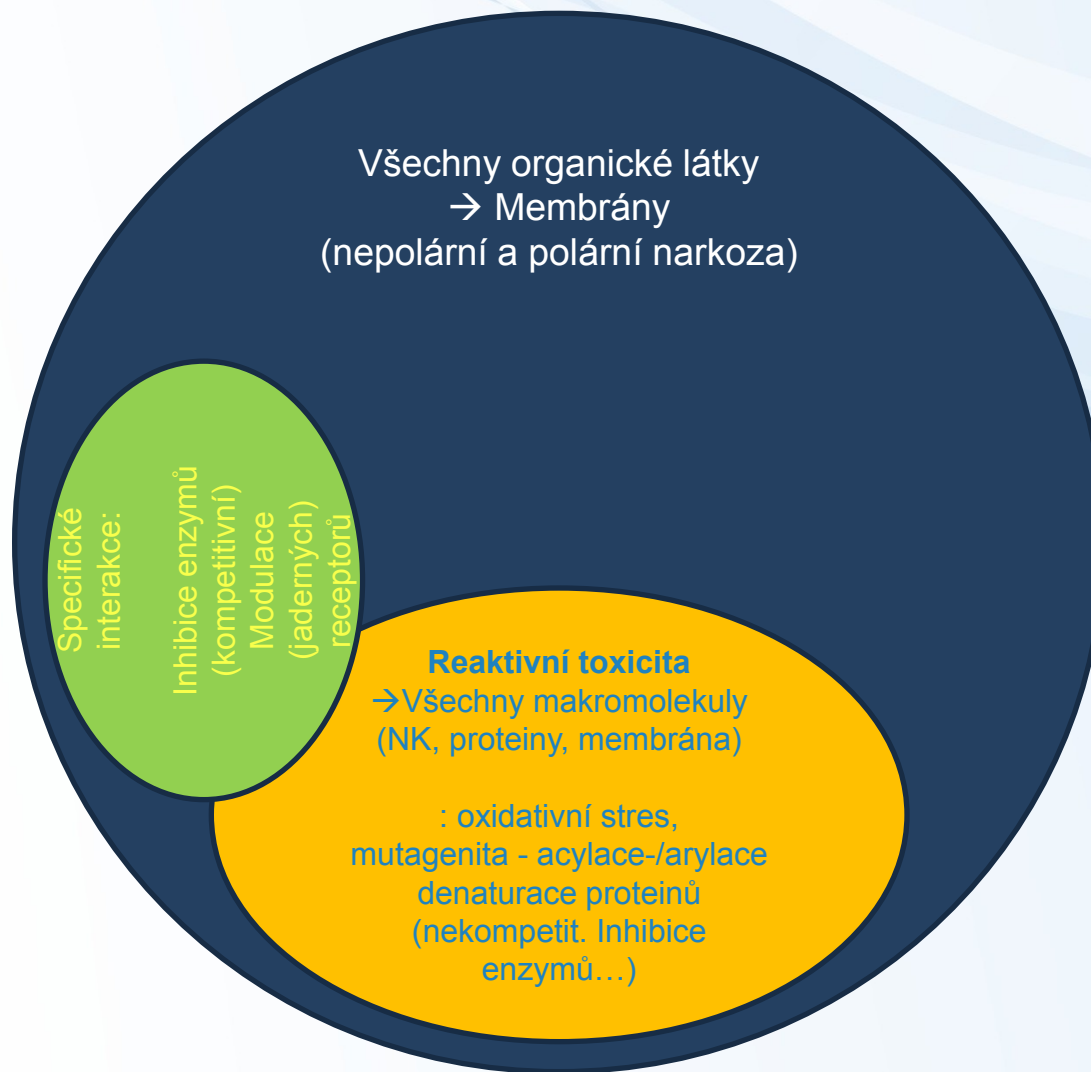 Všechny organické látky
→ Membrány
(nepolární a polární narkoza)
Specifické
interakce:
Inhibice enzymů
(kompetitivní)
Modulace
(jaderných)
receptorů
Reaktivní toxicita
→Všechny makromolekuly
(NK, proteiny, membrána)
: oxidativní stres,
mutagenita - acylace-/arylace
denaturace proteinů
(nekompetit. Inhibice
enzymů…)